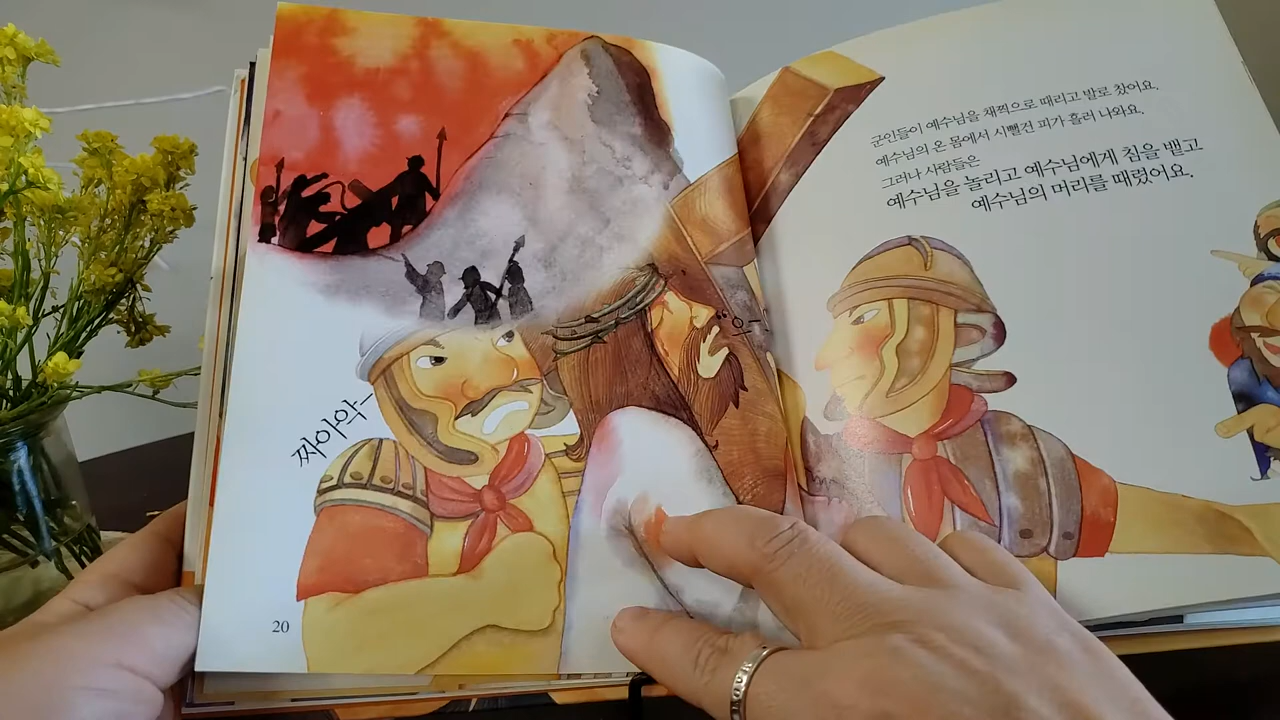 짜아악-
"으-
20
군인들이 예수님을 채찍으로 때리고 발로 찼어요.
예수님의 온 몸에서 시뻘건 피가 흘러 나와요.
그러나 사람들은
예수님을 놀리고 예수님에게 침을 뱉고
예수님의 머리를 때렸어요.